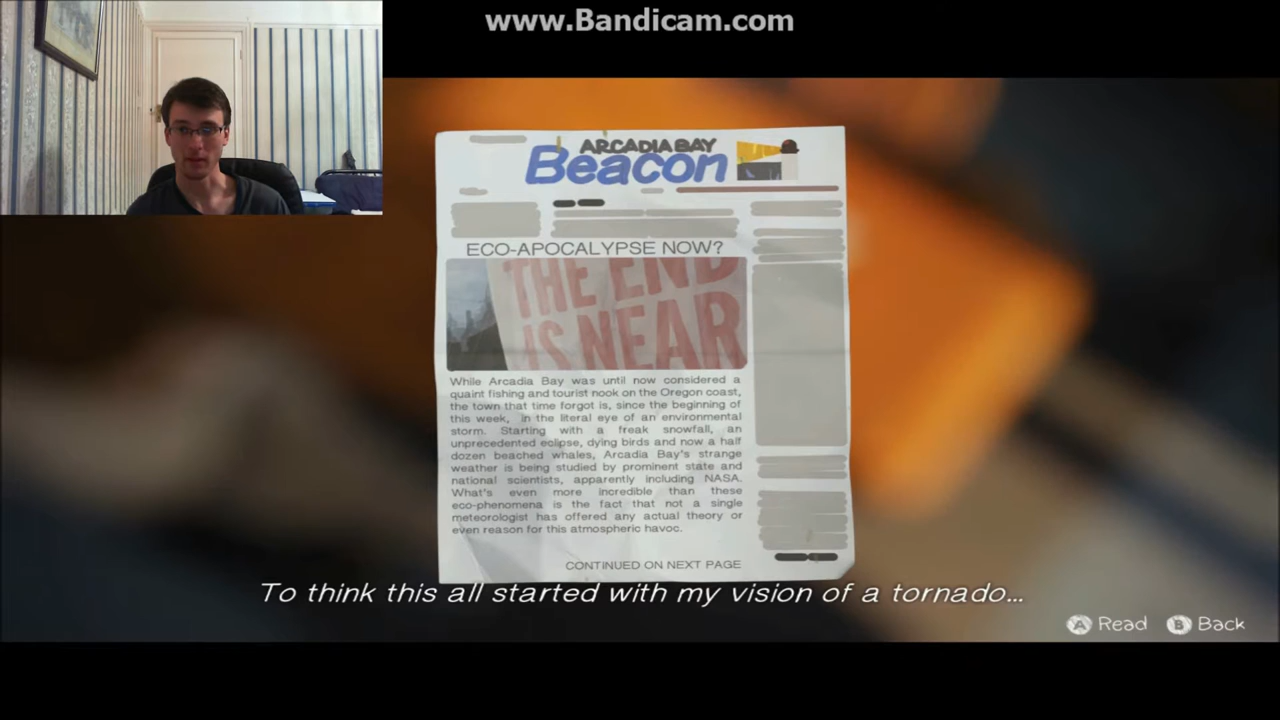 www.Bandicam.com
ARCADIA BAY
Beacon
ECO-APOCALYPSE NOW?
THE END
IS NEAR
While Arcadia Bay was until now considered a
quaint fishing and tourist nook on the Oregon coast,
the town that time forgot is, since the beginning of
this week, in the literal eye of an environmental
storm. Starting with a freak snowfall, an
unprecedented eclipse, dying birds and now a half
dozen beached whales, Arcadia Bay's strange
weather is being studied by prominent state and
national scientists, apparently including NASA.
What's even more incredible than these
eco-phenomena is the fact that not a single
meteorologist has offered any actual theory or
even reason for this atmospheric havoc.
CONTINUED ON NEXT PAGE
To think this all started with my vision of a tornado...
A Read B Back